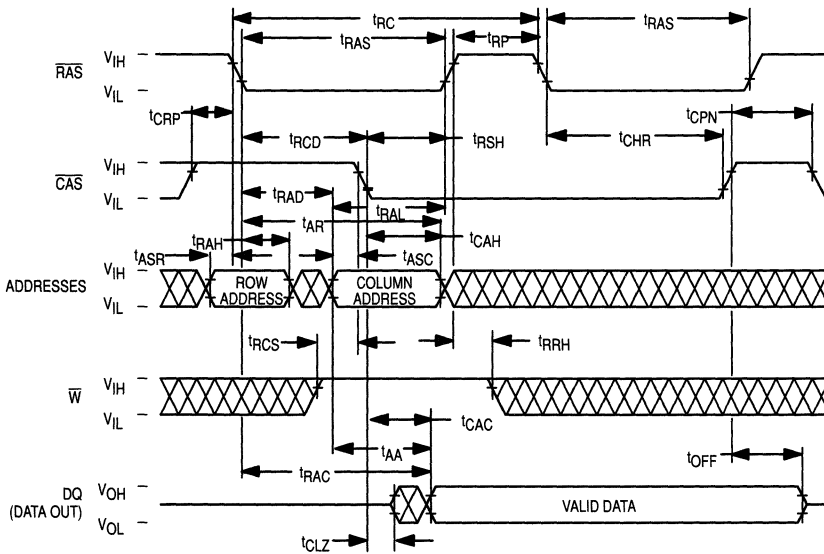 tRC
tRAS
tRP
tRAS
RAS
VIH
VIL
tCRP
tRCD
tRSH
tCHR
tCPN
CAS
VIH
VIL
tRAD
tRAL
tAR
tRAH
tCAH
tASR
tASC
ADDRESSES
VIH
VIL
ROW
ADDRESS
COLUMN
ADDRESS
tRCS
tRRH
W
VIH
VIL
tCAC
tAA
tOFF
tRAC
DQ
(DATA OUT)
VOH
VOL
VALID DATA
tCLZ